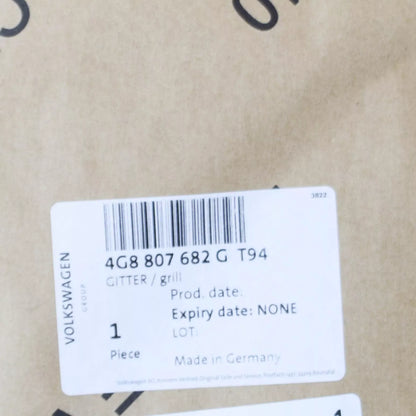 3022
4G8 807 682 G T94
GITTER / grill
VOLKSWAGEN
GROUP
Prod. date:
Expiry date: NONE
1
LOT:
Piece
Made in Germany